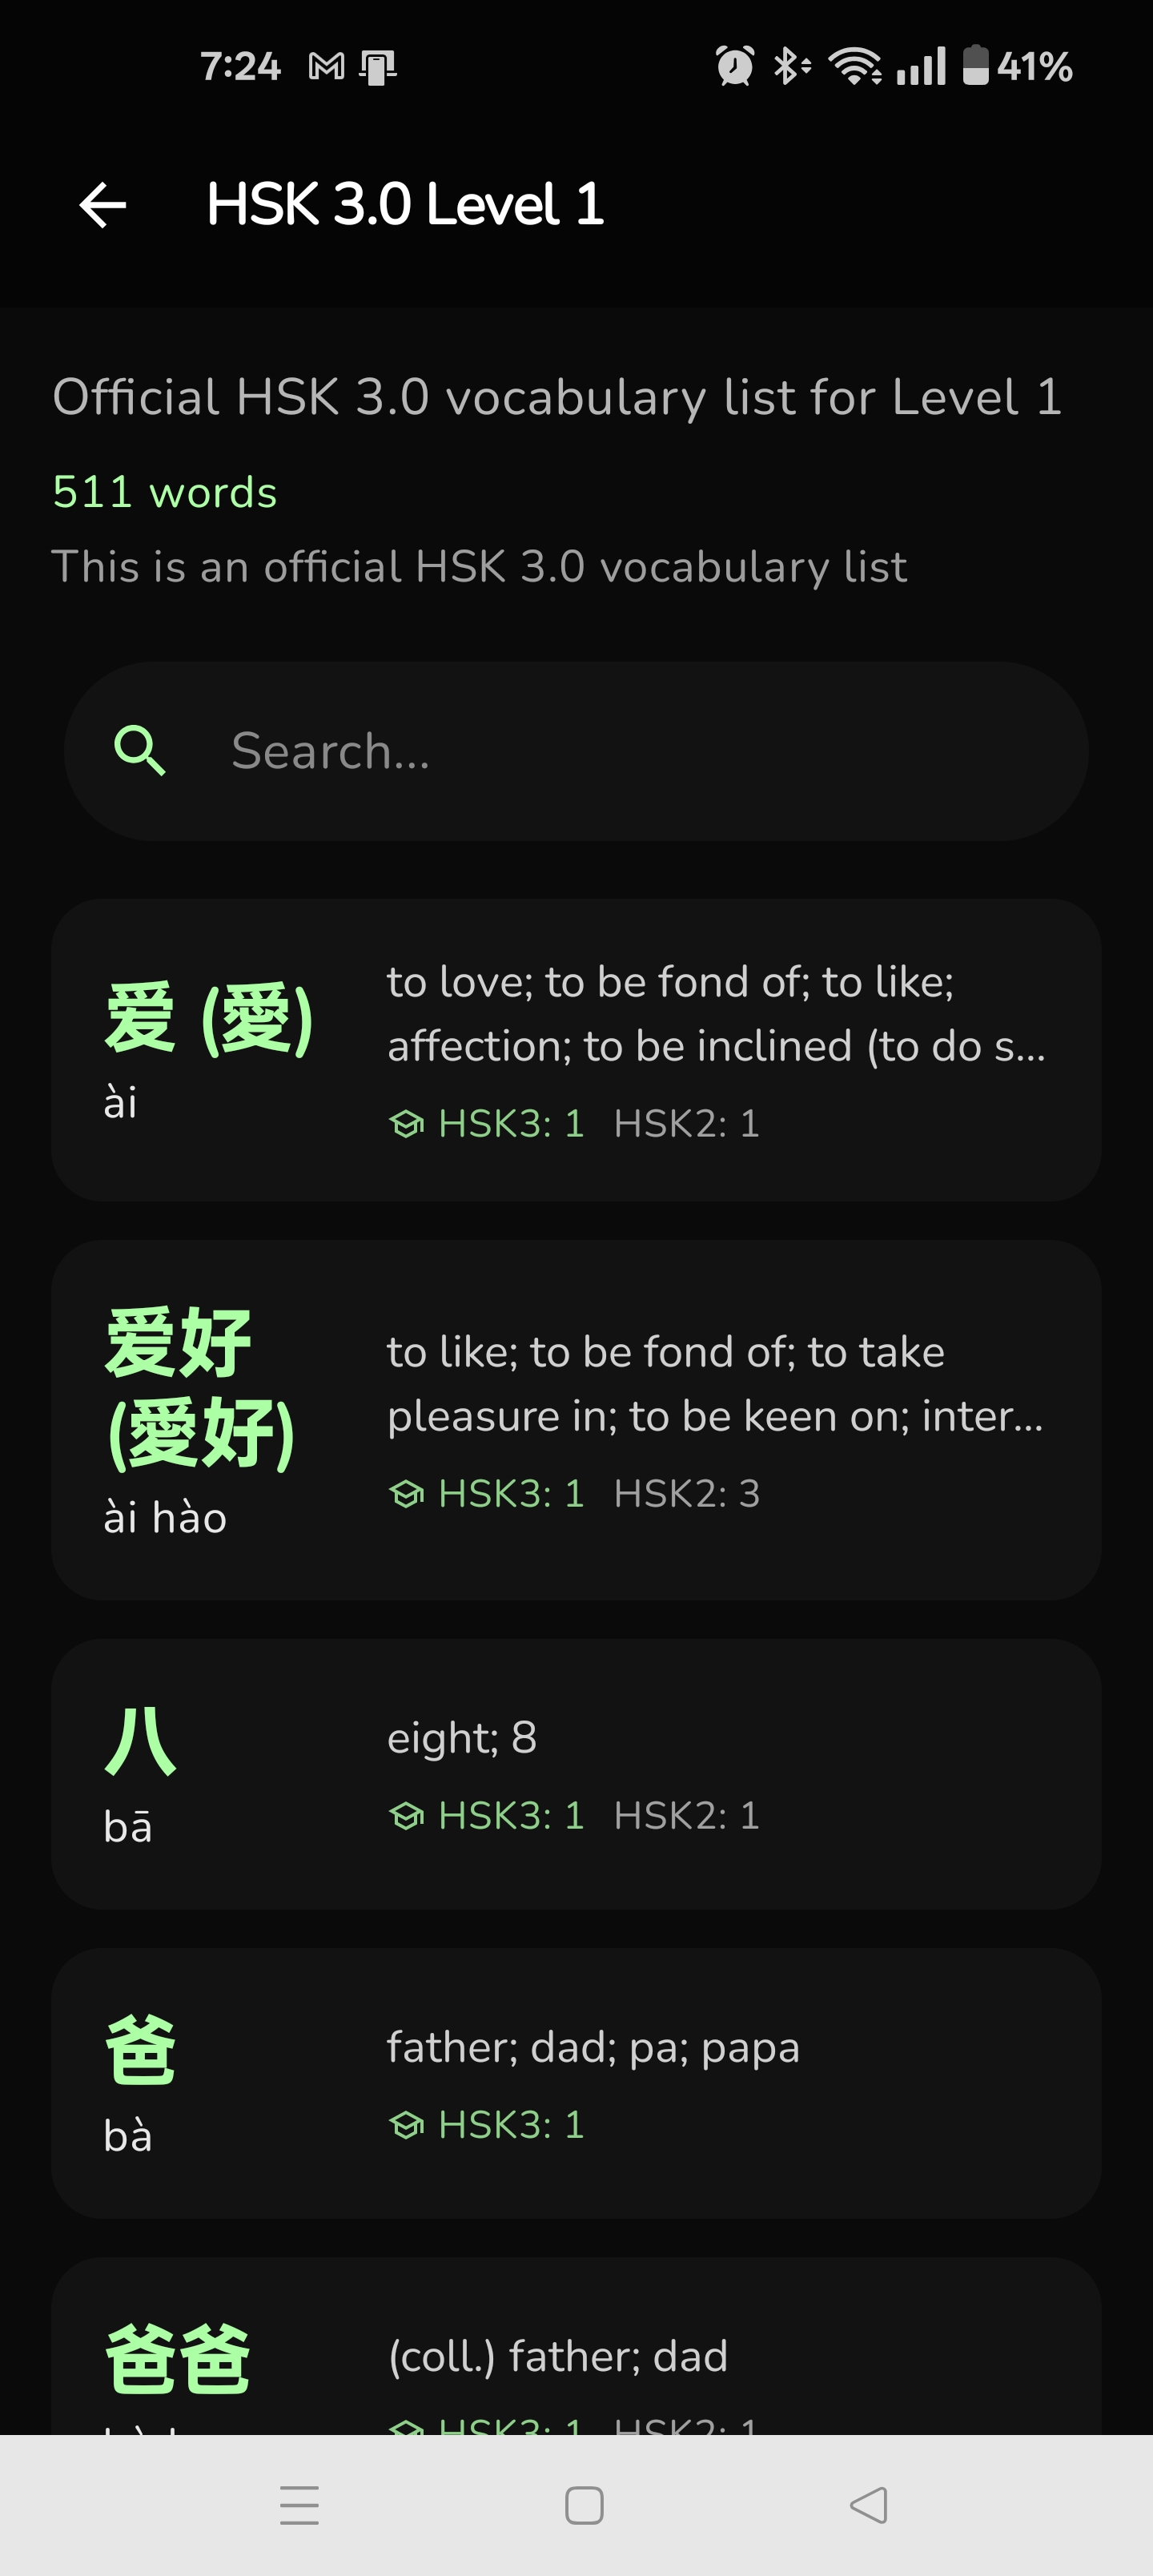 7:24
41%
HSK 3.0 Level 1
Official HSK 3.0 vocabulary list for Level 1
511 words
This is an official HSK 3.0 vocabulary list
Search...
爱 (愛)
ài
to love; to be fond of; to like;
affection; to be inclined (to do s...
HSK3: 1 HSK2: 1
爱好
(愛好)
ài hào
to like; to be fond of; to take
pleasure in; to be keen on; inter...
HSK3: 1 HSK2: 3
八
bā
eight; 8
HSK3: 1 HSK2: 1
爸
bà
father; dad; pa; papa
HSK3: 1
爸爸
(coll.) father; dad
HSK3: 1 HSK2: 1